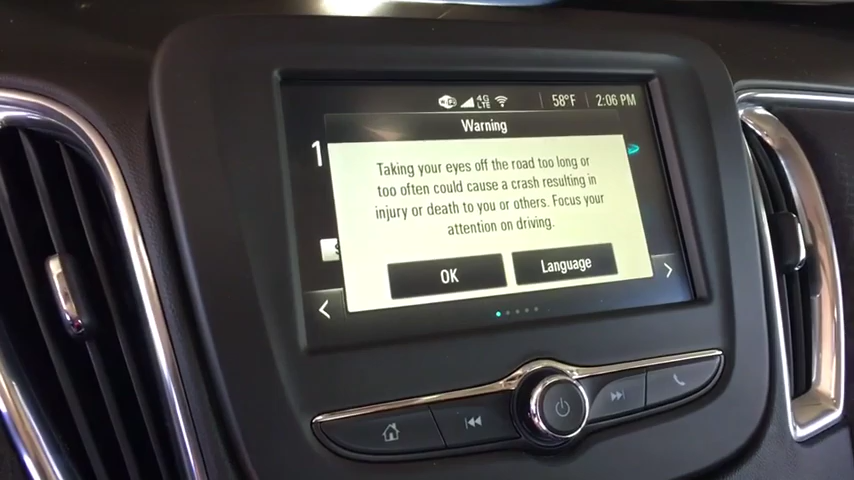 4G
LTE
58°F
2:06 PM
Warning
1
Taking your eyes off the road too long or
too often could cause a crash resulting in
injury or death to you or others. Focus your
attention on driving.
OK
Language